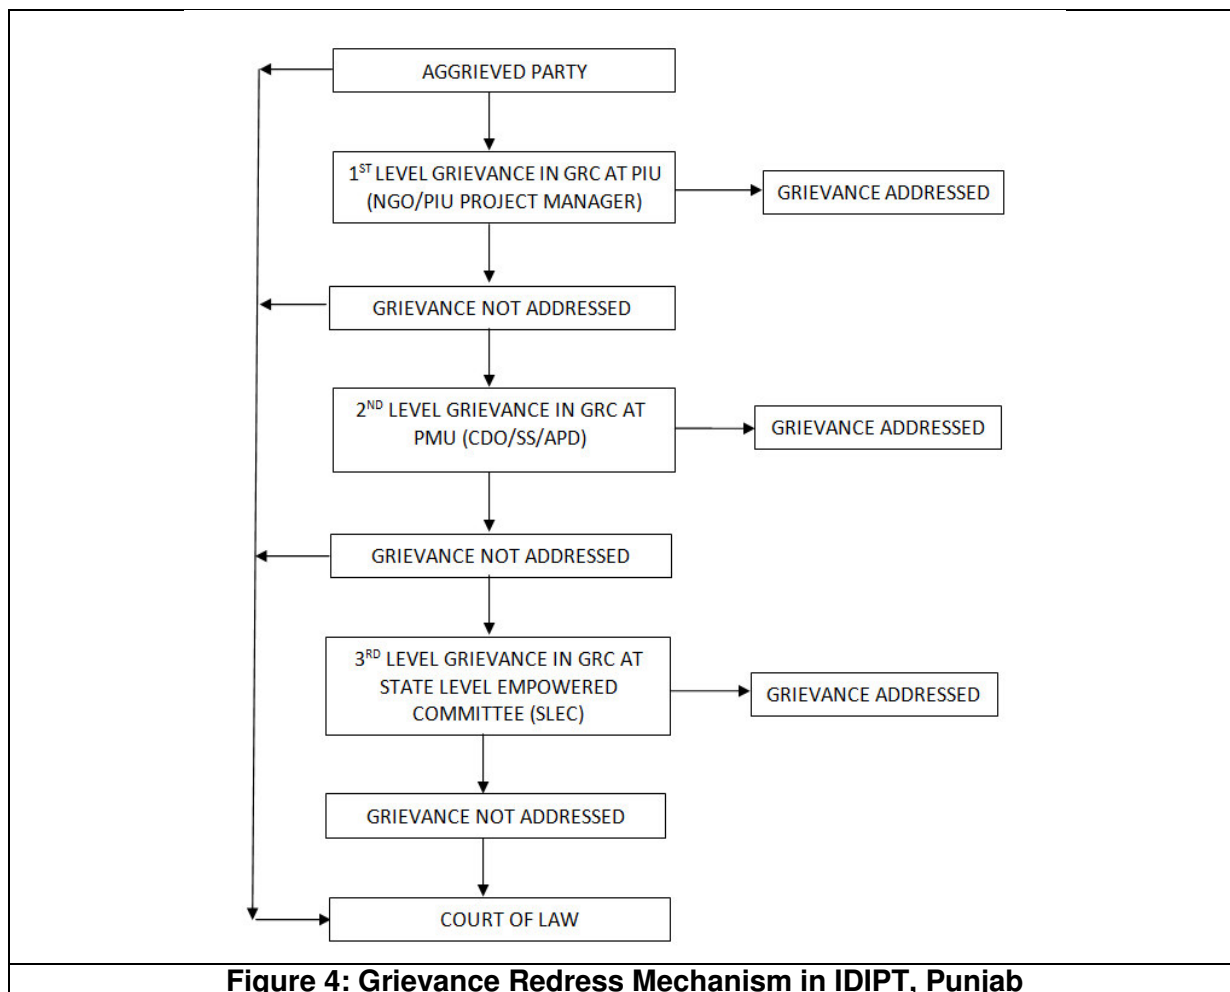 AGGRIEVED PARTY
1ST LEVEL GRIEVANCE IN GRC AT PIU
(NGO/PIU PROJECT MANAGER)
GRIEVANCE ADDRESSED
GRIEVANCE NOT ADDRESSED
2ND LEVEL GRIEVANCE IN GRC AT
PMU (CDO/SS/APD)
GRIEVANCE ADDRESSED
GRIEVANCE NOT ADDRESSED
3RD LEVEL GRIEVANCE IN GRC AT
STATE LEVEL EMPOWERED
COMMITTEE (SLEC)
GRIEVANCE ADDRESSED
GRIEVANCE NOT ADDRESSED
COURT OF LAW
Figure 4: Grievance Redress Mechanism in IDIPT, Punjab